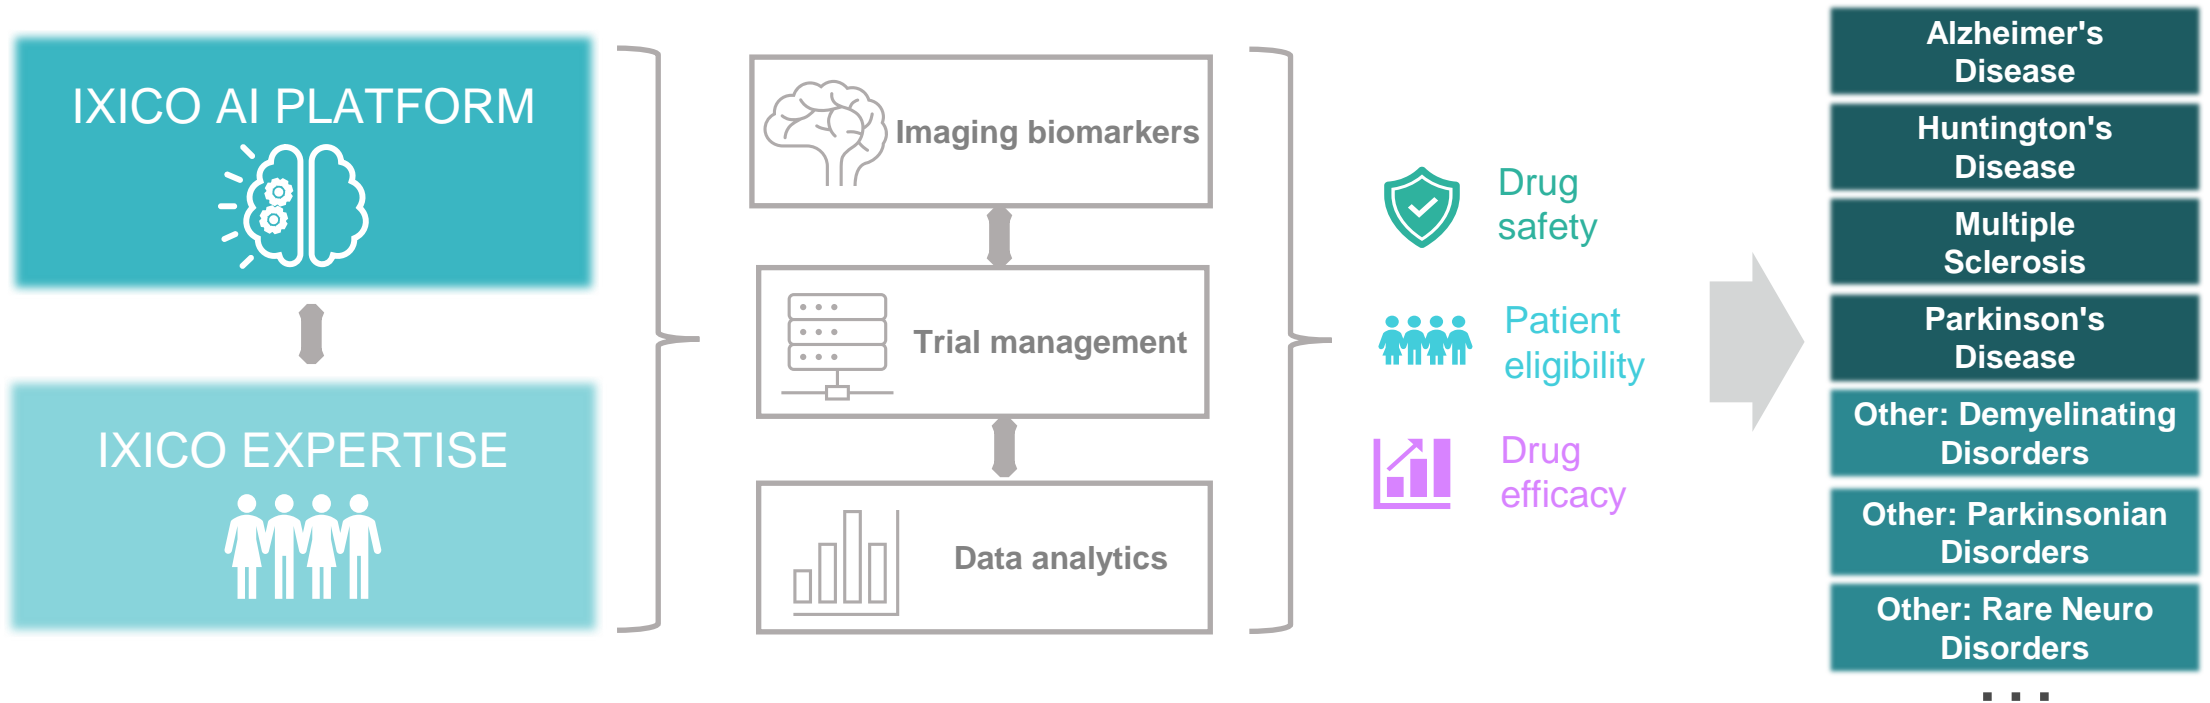 IXICO AI PLATFORM
IXICO EXPERTISE
Imaging biomarkers
Trial management
Data analytics
Drug
safety
Patient
eligibility
Drug
efficacy
Alzheimer's
Disease
Huntington's
Disease
Multiple
Sclerosis
Parkinson's
Disease
Other: Demyelinating
Disorders
Other: Parkinsonian
Disorders
Other: Rare Neuro
Disorders
...